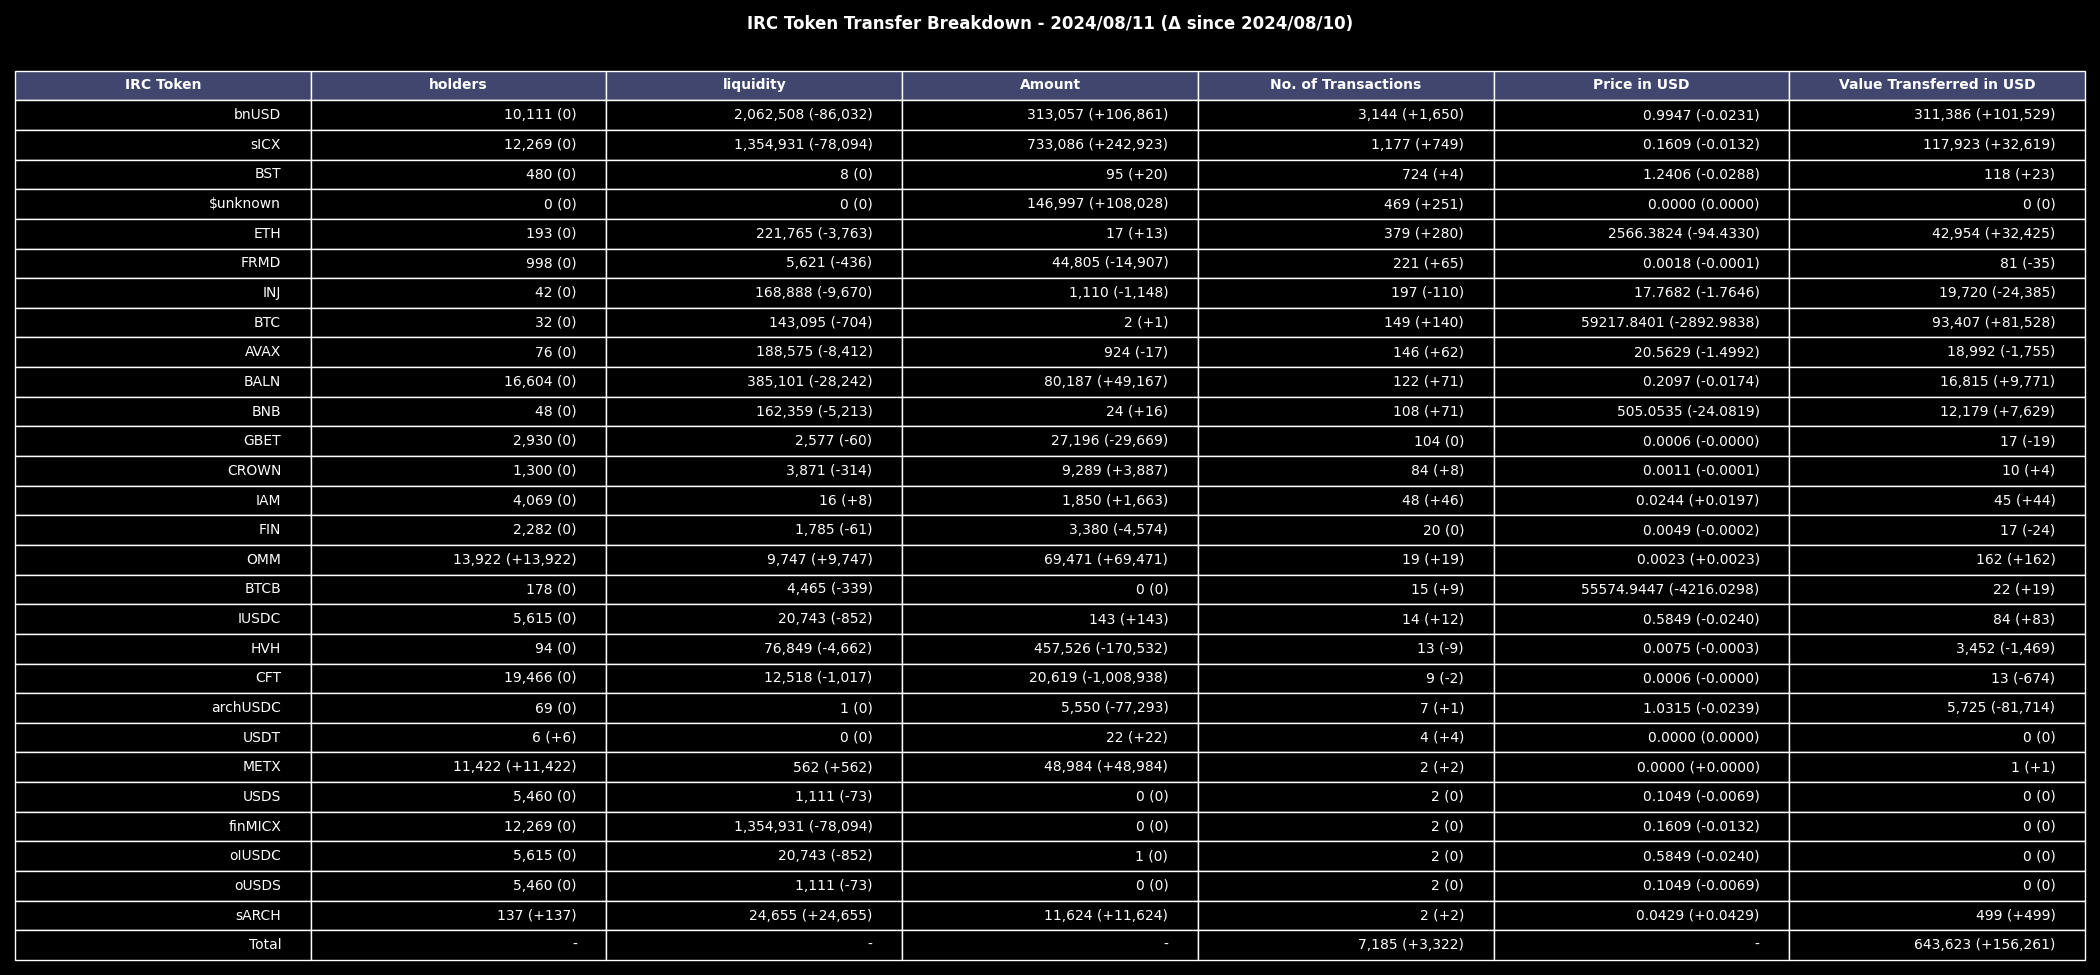 IRC Token Transfer Breakdown - 2024/08/11 (Δ since 2024/08/10)
IRC Token holders liquidity Amount No. of Transactions Price in USD Value Transferred in USD
bnUSD 10,111 (0) 2,062,508 (-86,032) 313,057 (+106,861) 3,144 (+1,650) 0.9947 (-0.0231) 311,386 (+101,529)
sICX 12,269 (0) 1,354,931 (-78,094) 733,086 (+242,923) 1,177 (+749) 0.1609 (-0.0132) 117,923 (+32,619)
BST 480 (0) 8 (0) 95 (+20) 724 (+4) 1.2406 (-0.0288) 118 (+23)
$unknown 0 (0) 0 (0) 146,997 (+108,028) 469 (+251) 0.0000 (0.0000) 0 (0)
ETH 193 (0) 221,765 (-3,763) 17 (+13) 379 (+280) 2566.3824 (-94.4330) 42,954 (+32,425)
FRMD 998 (0) 5,621 (-436) 44,805 (-14,907) 221 (+65) 0.0018 (-0.0001) 81 (-35)
INJ 42 (0) 168,888 (-9,670) 1,110 (-1,148) 197 (-110) 17.7682 (-1.7646) 19,720 (-24,385)
BTC 32 (0) 143,095 (-704) 2 (+1) 149 (+140) 59217.8401 (-2892.9838) 93,407 (+81,528)
AVAX 76 (0) 188,575 (-8,412) 924 (-17) 146 (+62) 20.5629 (-1.4992) 18,992 (-1,755)
BALN 16,604 (0) 385,101 (-28,242) 80,187 (+49,167) 122 (+71) 0.2097 (-0.0174) 16,815 (+9,771)
BNB 48 (0) 162,359 (-5,213) 24 (+16) 108 (+71) 505.0535 (-24.0819) 12,179 (+7,629)
GBET 2,930 (0) 2,577 (-60) 27,196 (-29,669) 104 (0) 0.0006 (-0.0000) 17 (-19)
CROWN 1,300 (0) 3,871 (-314) 9,289 (+3,887) 84 (+8) 0.0011 (-0.0001) 10 (+4)
IAM 4,069 (0) 16 (+8) 1,850 (+1,663) 48 (+46) 0.0244 (+0.0197) 45 (+44)
FIN 2,282 (0) 1,785 (-61) 3,380 (-4,574) 20 (0) 0.0049 (-0.0002) 17 (-24)
OMM 13,922 (+13,922) 9,747 (+9,747) 69,471 (+69,471) 19 (+19) 0.0023 (+0.0023) 162 (+162)
BTCB 178 (0) 4,465 (-339) 0 (0) 15 (+9) 55574.9447 (-4216.0298) 22 (+19)
IUSDC 5,615 (0) 20,743 (-852) 143 (+143) 14 (+12) 0.5849 (-0.0240) 84 (+83)
HVH 94 (0) 76,849 (-4,662) 457,526 (-170,532) 13 (-9) 0.0075 (-0.0003) 3,452 (-1,469)
CFT 19,466 (0) 12,518 (-1,017) 20,619 (-1,008,938) 9 (-2) 0.0006 (-0.0000) 13 (-674)
archUSDC 69 (0) 1 (0) 5,550 (-77,293) 7 (+1) 1.0315 (-0.0239) 5,725 (-81,714)
USDT 6 (+6) 0 (0) 22 (+22) 4 (+4) 0.0000 (0.0000) 0 (0)
METX 11,422 (+11,422) 562 (+562) 48,984 (+48,984) 2 (+2) 0.0000 (+0.0000) 1 (+1)
USDS 5,460 (0) 1,111 (-73) 0 (0) 2 (0) 0.1049 (-0.0069) 0 (0)
finMICX 12,269 (0) 1,354,931 (-78,094) 0 (0) 2 (0) 0.1609 (-0.0132) 0 (0)
oIUSDC 5,615 (0) 20,743 (-852) 1 (0) 2 (0) 0.5849 (-0.0240) 0 (0)
oUSDS 5,460 (0) 1,111 (-73) 0 (0) 2 (0) 0.1049 (-0.0069) 0 (0)
sARCH 137 (+137) 24,655 (+24,655) 11,624 (+11,624) 2 (+2) 0.0429 (+0.0429) 499 (+499)
Total - - - 7,185 (+3,322) - 643,623 (+156,261)